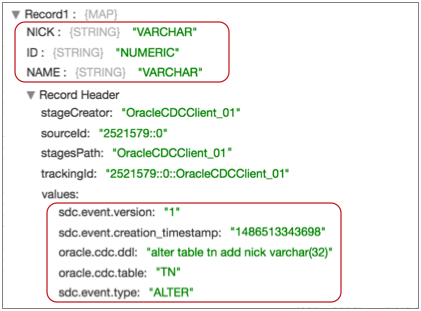 Record1 : {MAP}
NICK : {STRING} "VARCHAR"
ID : {STRING} "NUMERIC"
NAME : {STRING} "VARCHAR"
Record Header
stageCreator: "OracleCDCClient_01"
sourceId: "2521579::0"
stagesPath: "OracleCDCClient_01"
trackingId: "2521579::0::OracleCDCClient_01"
values:
sdc.event.version: "1"
sdc.event.creation_timestamp: "1486513343698"
oracle.cdc.ddl: "alter table tn add nick varchar(32)"
oracle.cdc.table: "TN"
sdc.event.type: "ALTER"